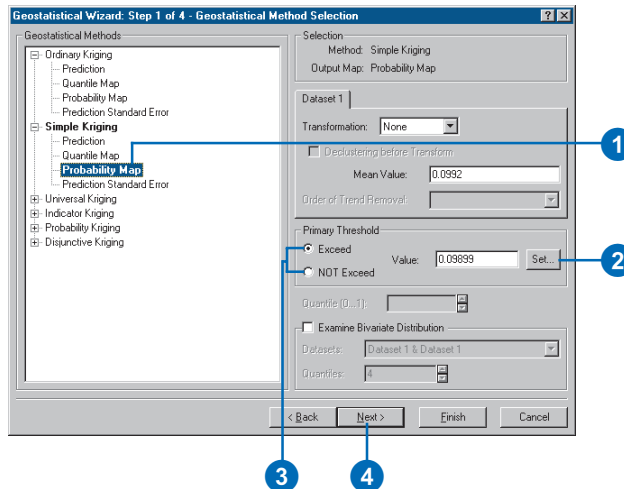 Geostatistical Wizard: Step 1 of 4 - Geostatistical Method Selection
Geostatistical Methods
Ordinary Kriging
Prediction
Quantile Map
Probability Map
Prediction Standard Error
Simple Kriging
Prediction
Quantile Map
Probability Map
Prediction Standard Error
Universal Kriging
Indicator Kriging
Probability Kriging
Disjunctive Kriging
Selection
Method: Simple Kriging
Output Map: Probability Map
Dataset 1
Transformation: None
Declustering before Transform
Mean Value: 0.0992
Order of Trend Removal:
Primary Threshold
Exceed
NOT Exceed
Value: 0.09899 Set...
Quantile (0...1):
Examine Bivariate Distribution
Datasets: Dataset 1 & Dataset 1
Quantiles: 4
< Back Next > Finish Cancel
1
2
3
4